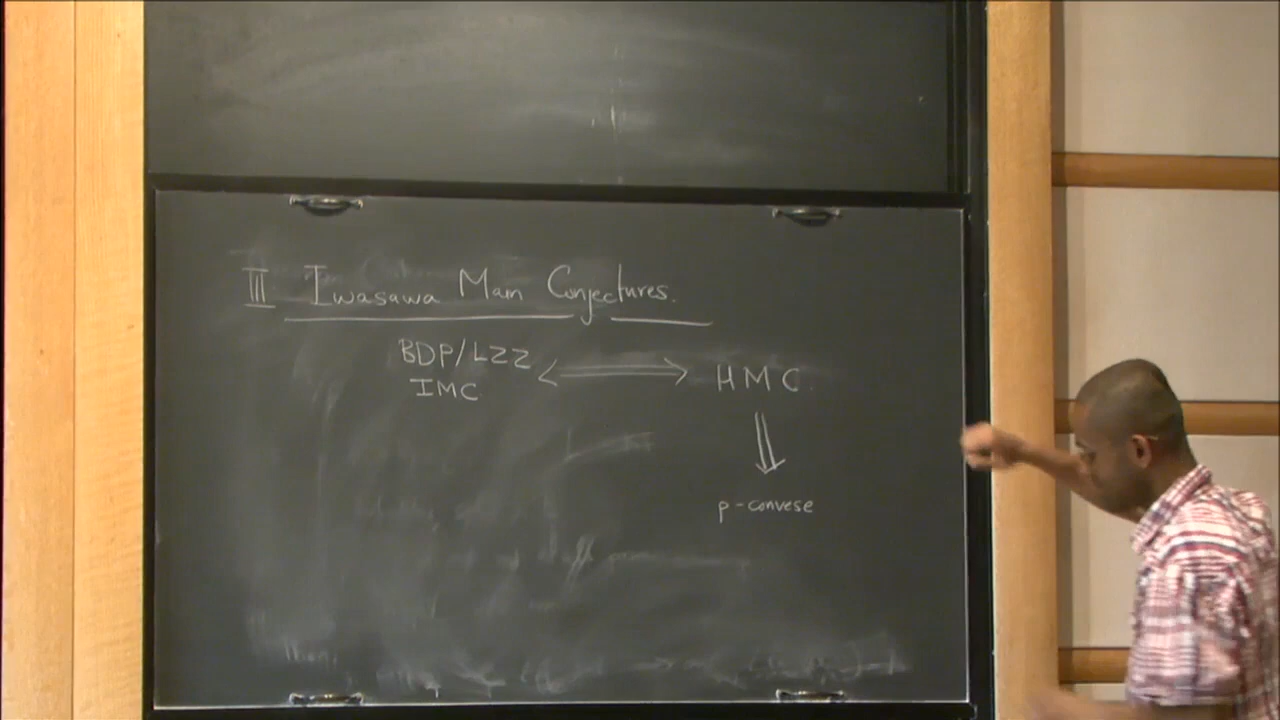 III Iwasawa Main Conjectures.
BDP/LZZ
IMC ⟺ HMC.
⇓
p-convese